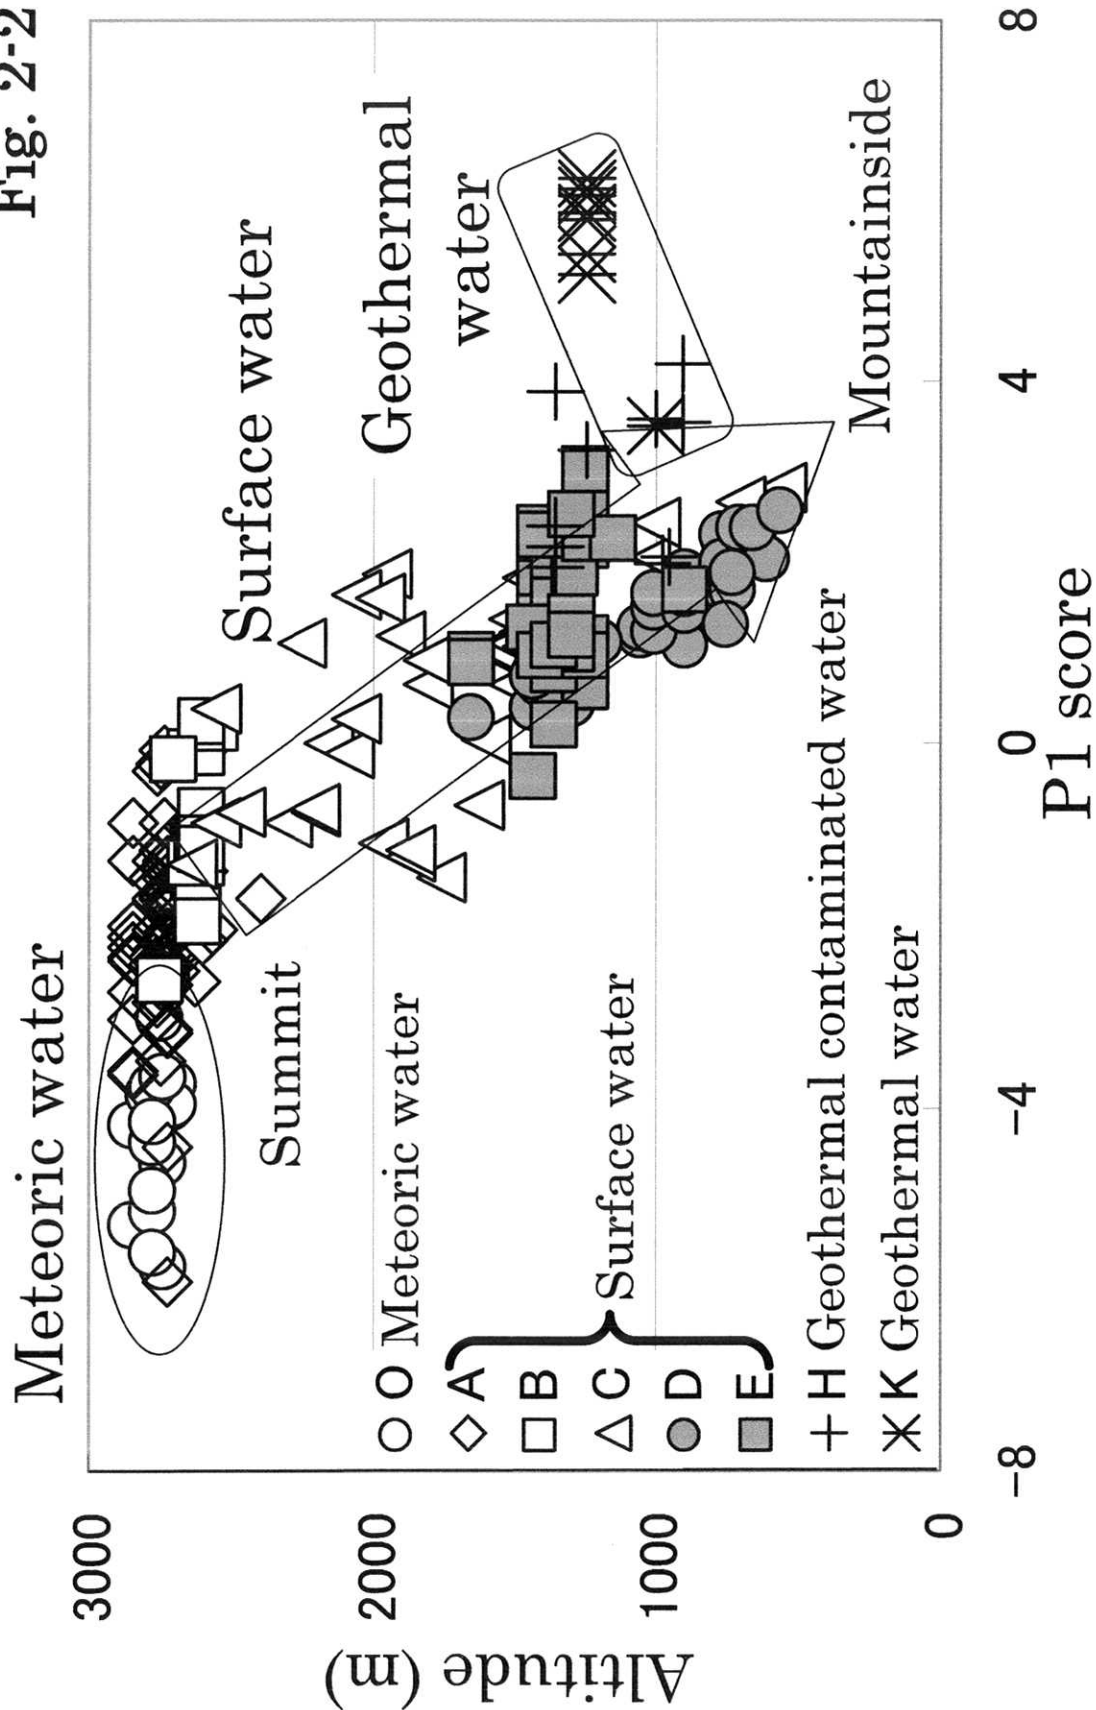 Fig. 2-2
Meteoric water
Surface water
Geothermal
water
Summit
Mountainside
O Meteoric water
A
B
C
D
E
Surface water
H Geothermal contaminated water
K Geothermal water
3000
2000
1000
0
Altitude (m)
-8
-4
0
4
8
P1 score